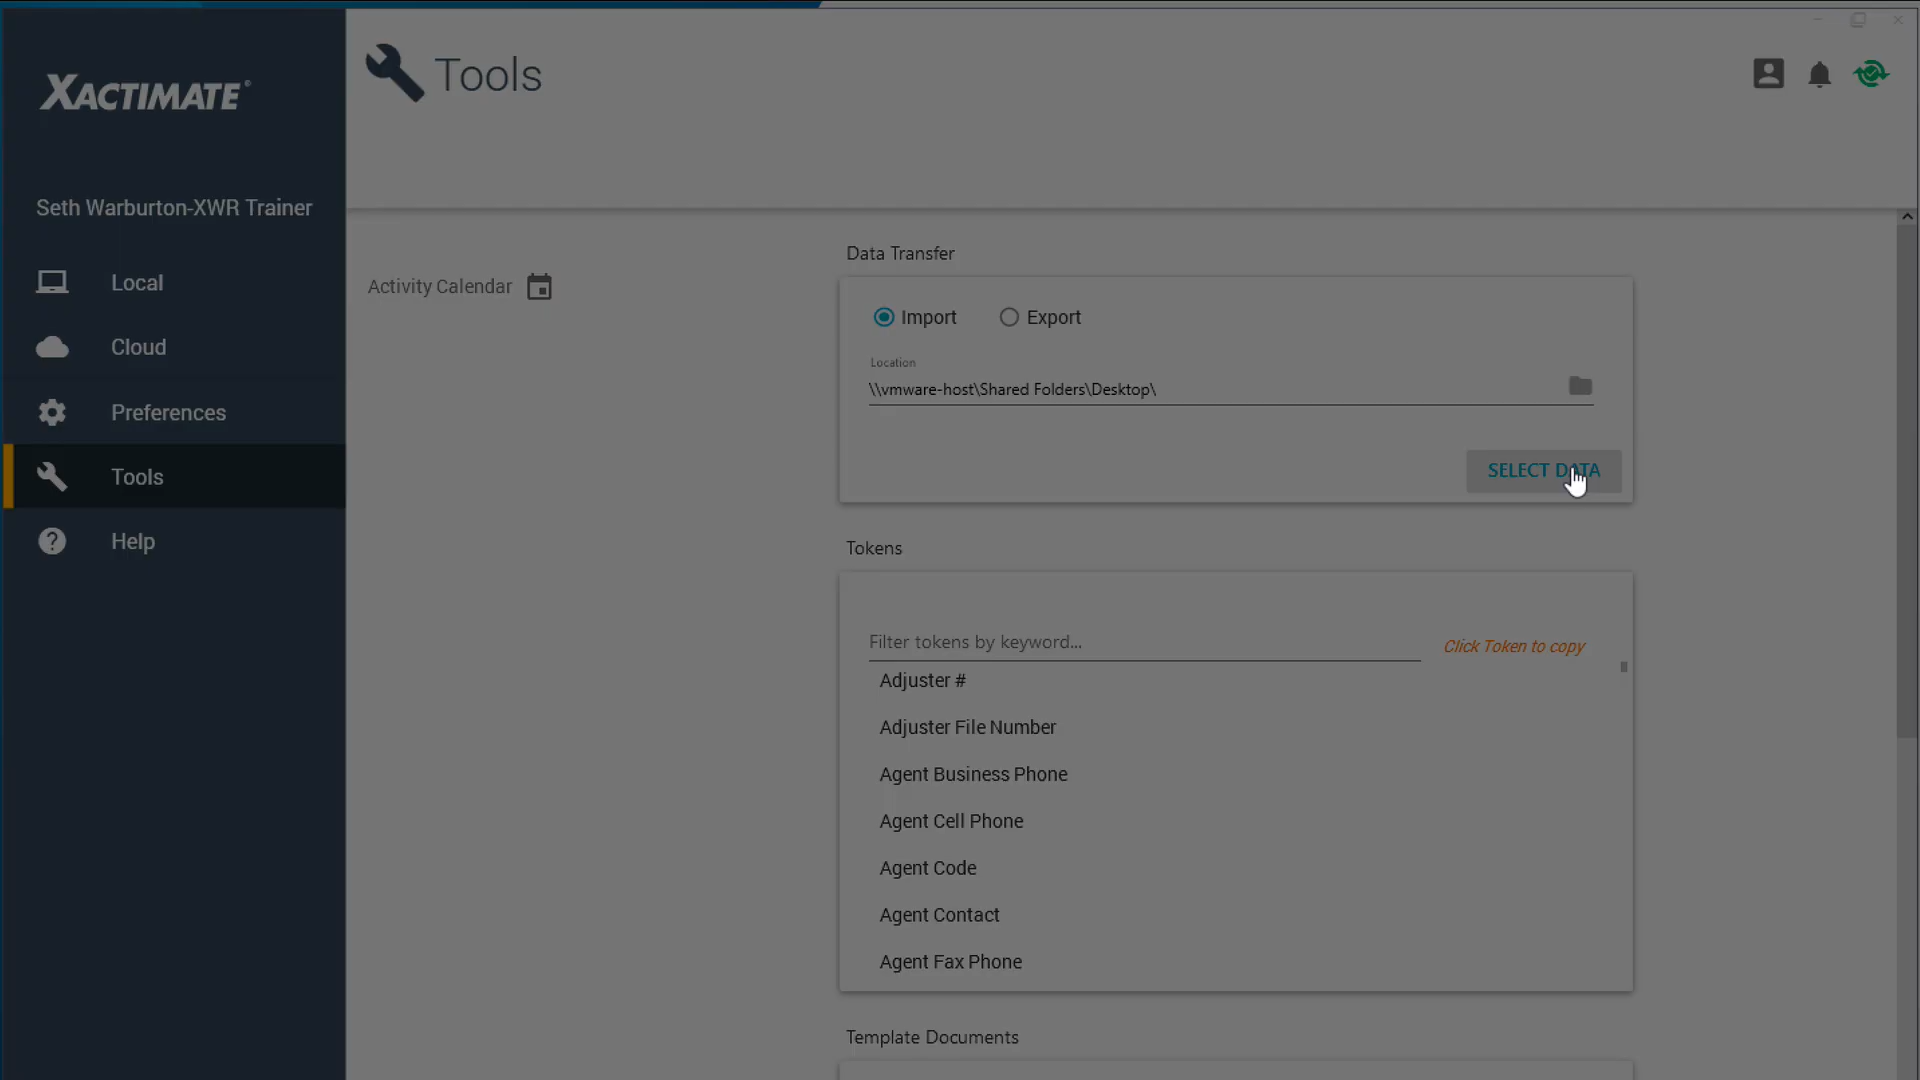 XACTIMATE®
Tools
Seth Warburton-XWR Trainer
Local
Cloud
Preferences
Tools
Help
Activity Calendar
Data Transfer
Import
Export
Location
\\vmware-host\Shared Folders\Desktop\
SELECT DATA
Tokens
Filter tokens by keyword...
Click Token to copy
Adjuster #
Adjuster File Number
Agent Business Phone
Agent Cell Phone
Agent Code
Agent Contact
Agent Fax Phone
Template Documents